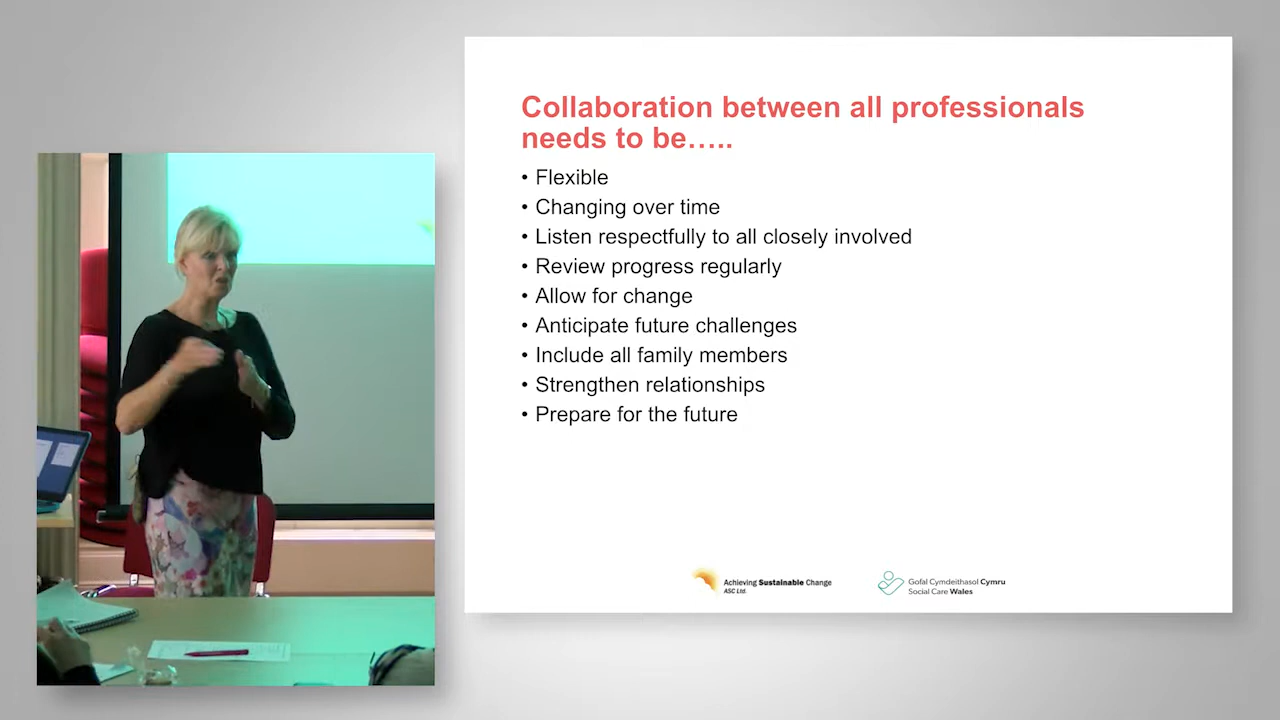 Collaboration between all professionals
needs to be…..
• Flexible
• Changing over time
• Listen respectfully to all closely involved
• Review progress regularly
• Allow for change
• Anticipate future challenges
• Include all family members
• Strengthen relationships
• Prepare for the future
Achieving Sustainable Change
ASC Ltd.
Gofal Cymdeithasol Cymru
Social Care Wales